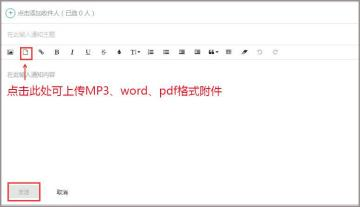 点击添加收件人（已选 0 人）
在此输入通知主题
B I U S TI
在此输入通知内容
点击此处可上传MP3、word、pdf格式附件
发送 取消